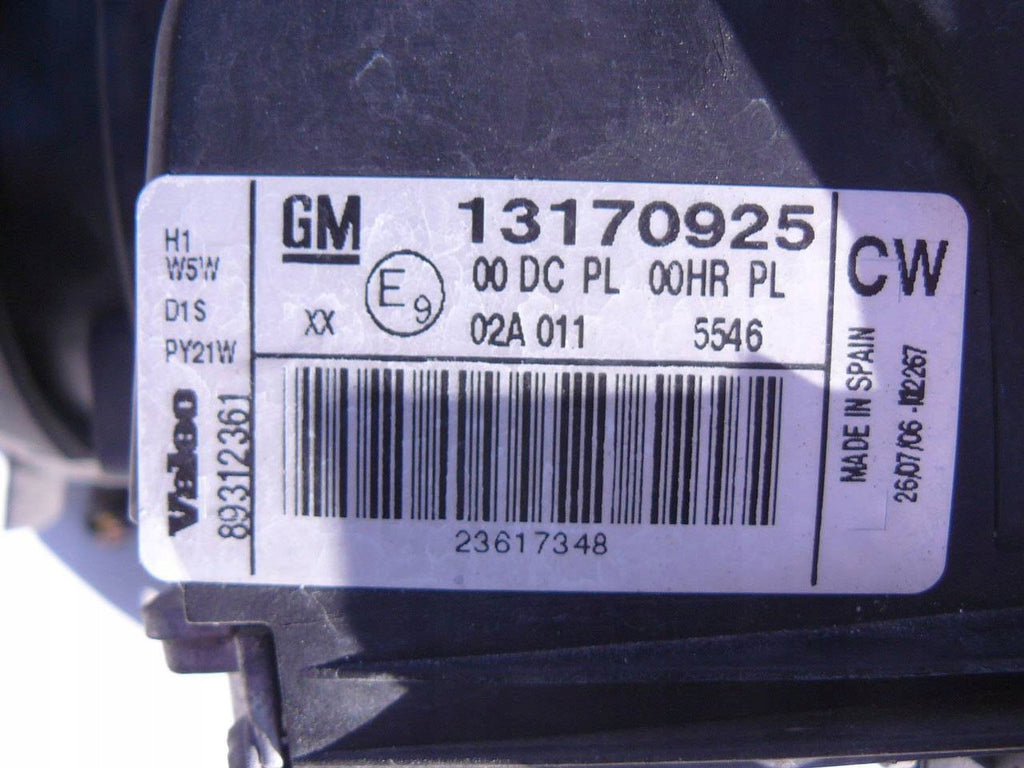 H1
W5W
D1S
PY21W
Valeo
89312361
GM
13170925
E9
00 DC PL 00HR PL
XX
02A 011 5546
23617348
CW
MADE IN SPAIN
26/07/06